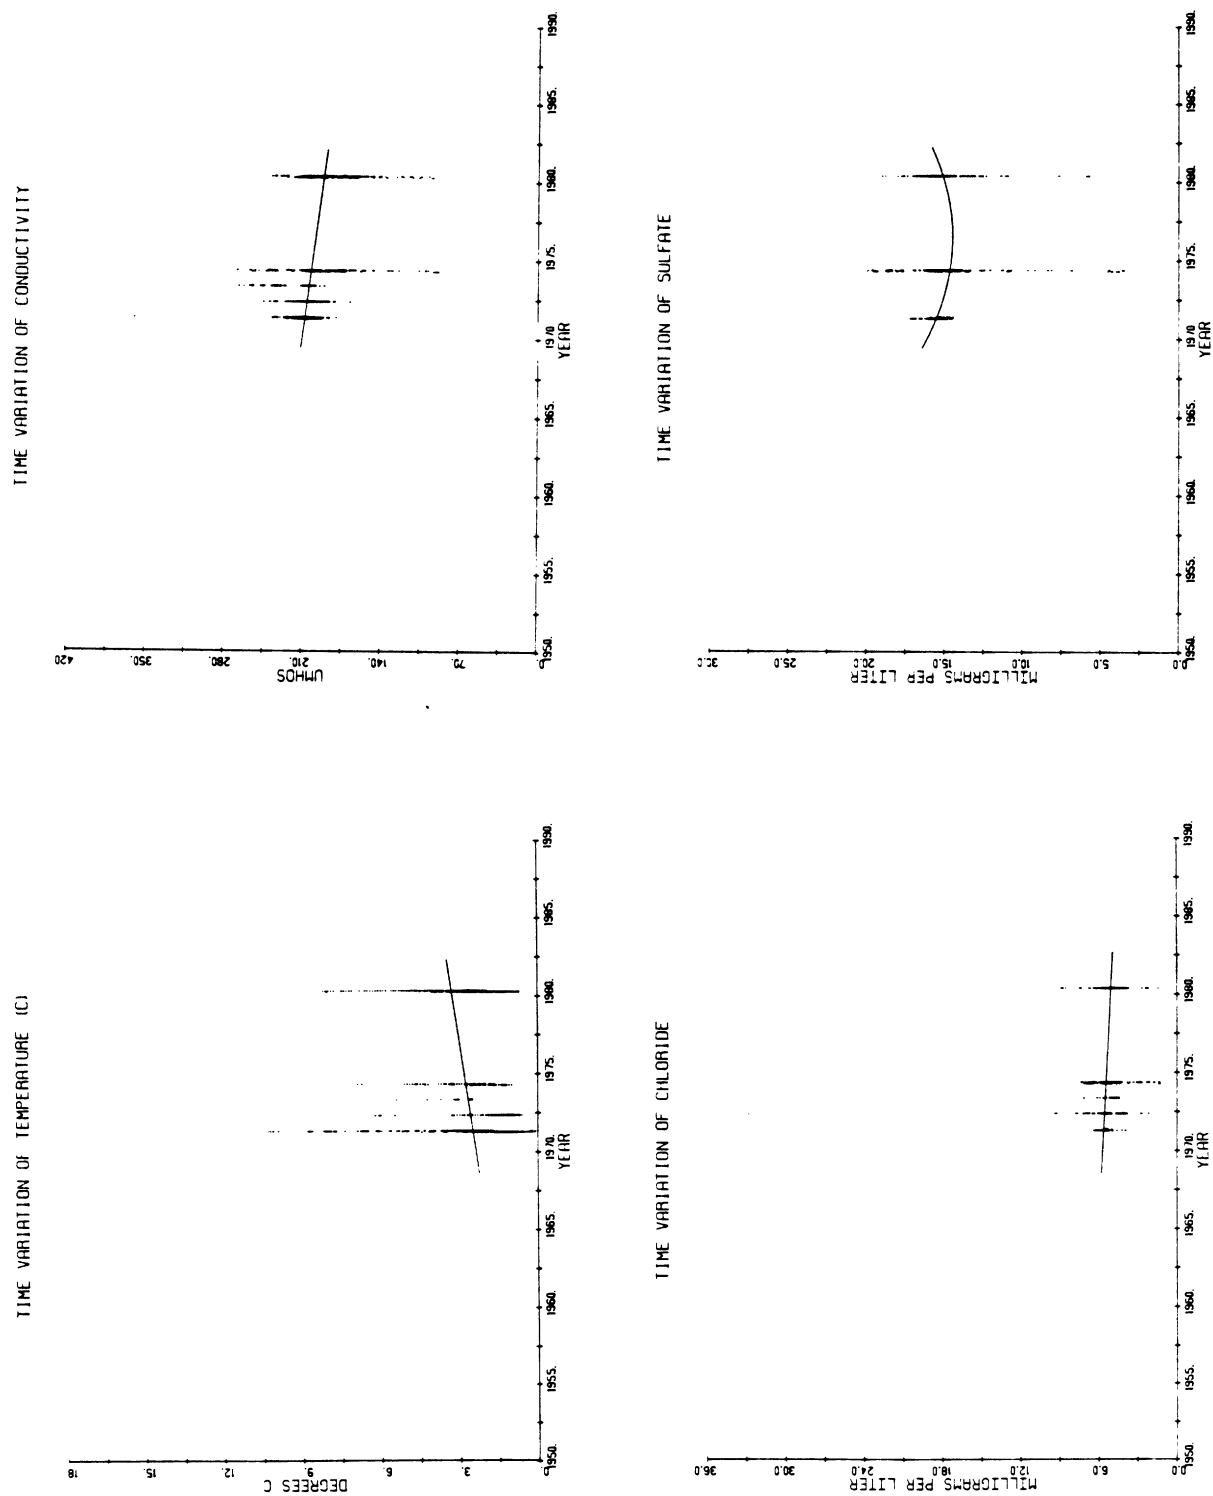 TIME VARIATION OF TEMPERATURE (C)
DEGREES C
18
15.
12.
9.
6.
3.
0.
1950. 1955. 1960. 1965. 1970. 1975. 1980. 1985. 1990.
YEAR
TIME VARIATION OF CONDUCTIVITY
UMHOS
420
350.
280.
210.
140.
70.
0.
1950. 1955. 1960. 1965. 1970. 1975. 1980. 1985. 1990.
YEAR
TIME VARIATION OF CHLORIDE
MILLIGRAMS PER LITER
36.0
30.0
24.0
18.0
12.0
6.0
0.0
1950. 1955. 1960. 1965. 1970. 1975. 1980. 1985. 1990.
YEAR
TIME VARIATION OF SULFATE
MILLIGRAMS PER LITER
30.0
25.0
20.0
15.0
10.0
5.0
0.0
1950. 1955. 1960. 1965. 1970. 1975. 1980. 1985. 1990.
YEAR